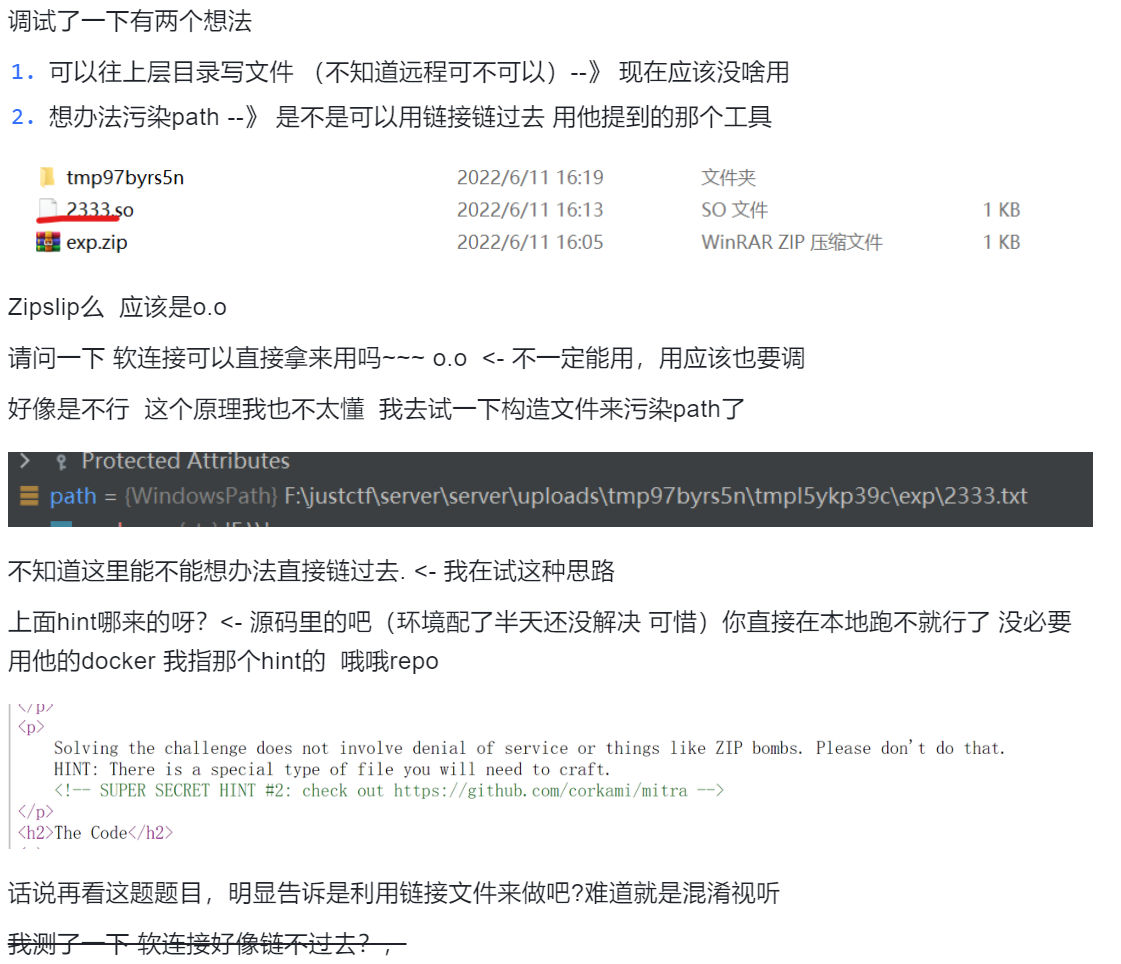 调试了一下有两个想法
1. 可以往上层目录写文件 （不知道远程可不可以）--》 现在应该没啥用
2. 想办法污染path --》 是不是可以用链接链过去 用他提到的那个工具
tmp97byrs5n 2022/6/11 16:19 文件夹
2333.so 2022/6/11 16:13 SO 文件 1 KB
exp.zip 2022/6/11 16:05 WinRAR ZIP 压缩文件 1 KB
Zipslip么 应该是o.o
请问一下 软连接可以直接拿来用吗~~~ o.o <- 不一定能用，用应该也要调
好像是不行 这个原理我也不太懂 我去试一下构造文件来污染path了
Protected Attributes
path = {WindowsPath} F:\justctf\server\server\uploads\tmp97byrs5n\tmpl5ykp39c\exp\2333.txt
不知道这里能不能想办法直接链过去. <- 我在试这种思路
上面hint哪来的呀？<- 源码里的吧（环境配了半天还没解决 可惜）你直接在本地跑不就行了 没必要
用他的docker 我指那个hint的 哦哦repo
</p>
<p>
Solving the challenge does not involve denial of service or things like ZIP bombs. Please don't do that.
HINT: There is a special type of file you will need to craft.
<!-- SUPER SECRET HINT #2: check out https://github.com/corkami/mitra -->
</p>
<h2>The Code</h2>
话说再看这题题目，明显告诉是利用链接文件来做吧?难道就是混淆视听
我测了一下 软连接好像链不过去？，